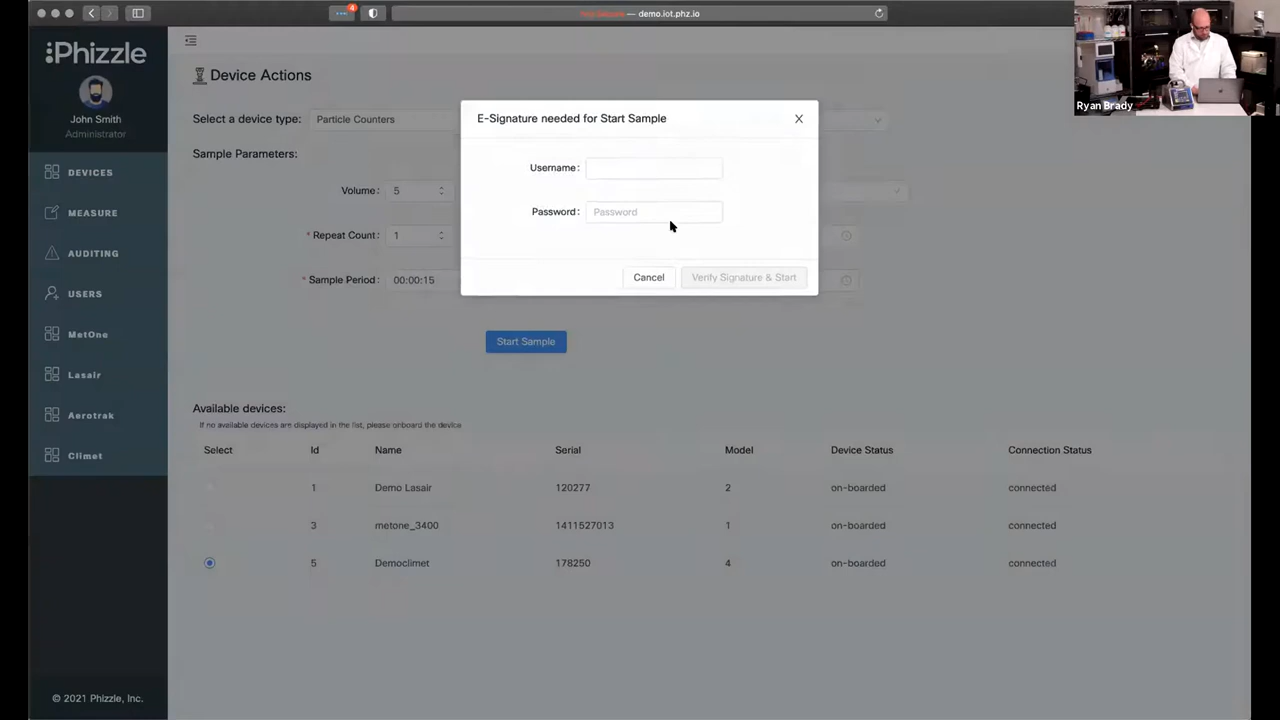 4
— demo.iot.phz.io
Phizzle
John Smith
Administrator
DEVICES
MEASURE
AUDITING
USERS
MetOne
Lasair
Aerotrak
Climet
© 2021 Phizzle, Inc.
Device Actions
Select a device type: Particle Counters
Sample Parameters:
Volume: 5
* Repeat Count: 1
* Sample Period: 00:00:15
Start Sample
E-Signature needed for Start Sample
X
Username:
Password: Password
Cancel Verify Signature & Start
Available devices:
If no available devices are displayed in the list, please onboard the device
Select Id Name Serial Model Device Status Connection Status
1 Demo Lasair 120277 2 on-boarded connected
3 metone_3400 1411527013 1 on-boarded connected
5 Democlimet 178250 4 on-boarded connected
Ryan Brady